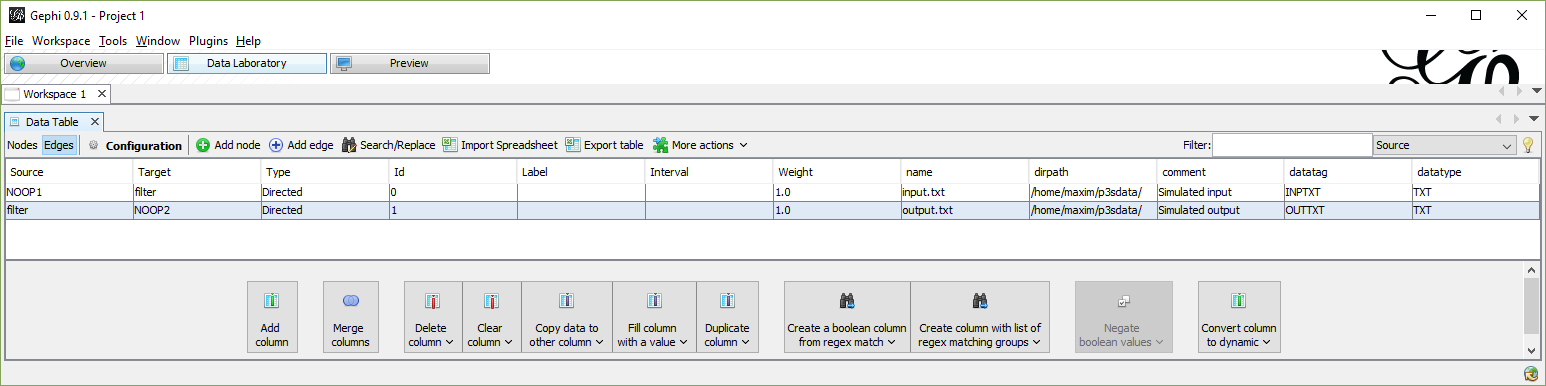 Gephi 0.9.1 - Project 1
File Workspace Tools Window Plugins Help
Overview Data Laboratory Preview
Workspace 1
Data Table
Nodes Edges Configuration Add node Add edge Search/Replace Import Spreadsheet Export table More actions Filter: Source
Source Target Type Id Label Interval Weight name dirpath comment datatag datatype
NOOP1 filter Directed 0 1.0 input.txt /home/maxim/p3sdata/ Simulated input INPTXT TXT
filter NOOP2 Directed 1 1.0 output.txt /home/maxim/p3sdata/ Simulated output OUTTXT TXT
Add column
Merge columns
Delete column
Clear column
Copy data to other column
Fill column with a value
Duplicate column
Create a boolean column from regex match
Create column with list of regex matching groups
Negate boolean values
Convert column to dynamic